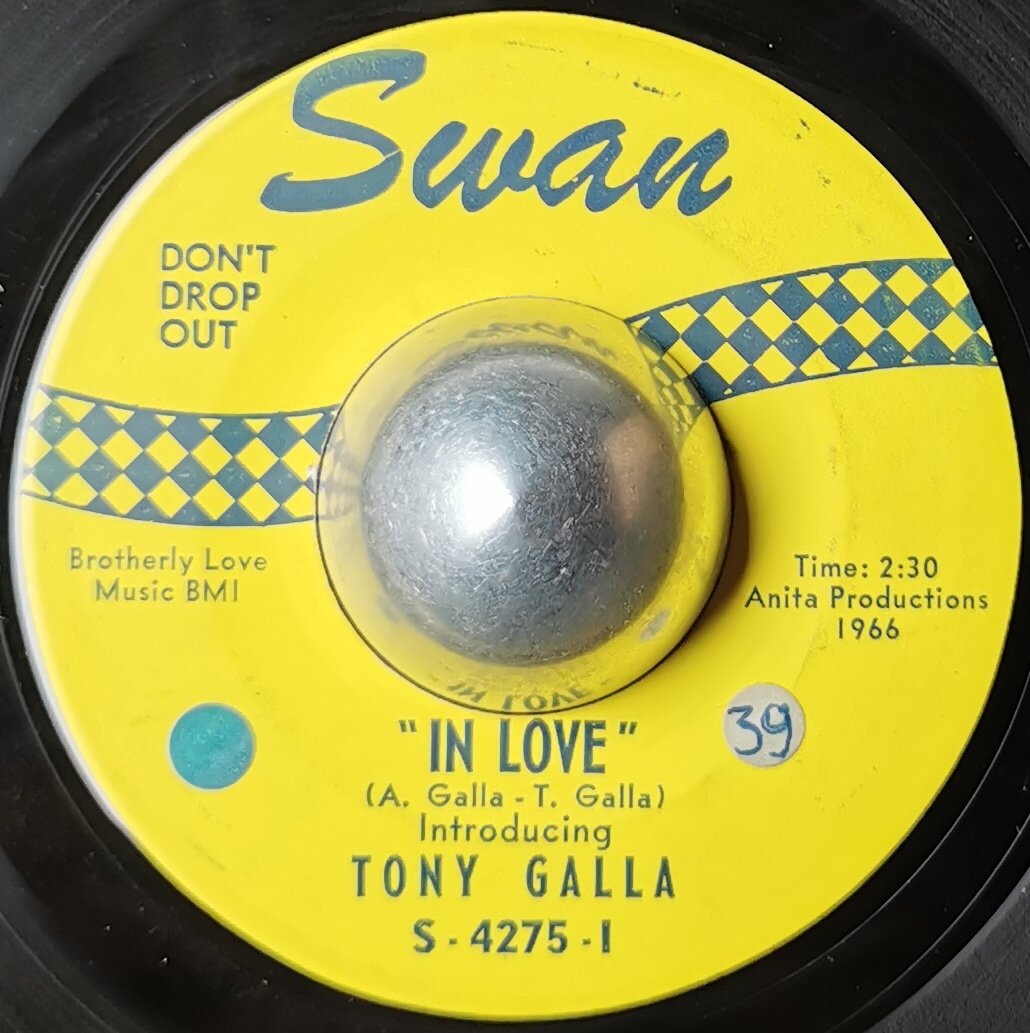 Swan
DON'T
DROP
OUT
Brotherly Love
Music BMI
Time: 2:30
Anita Productions
1966
39
"IN LOVE"
(A. Galla - T. Galla)
Introducing
TONY GALLA
S - 4275 - I